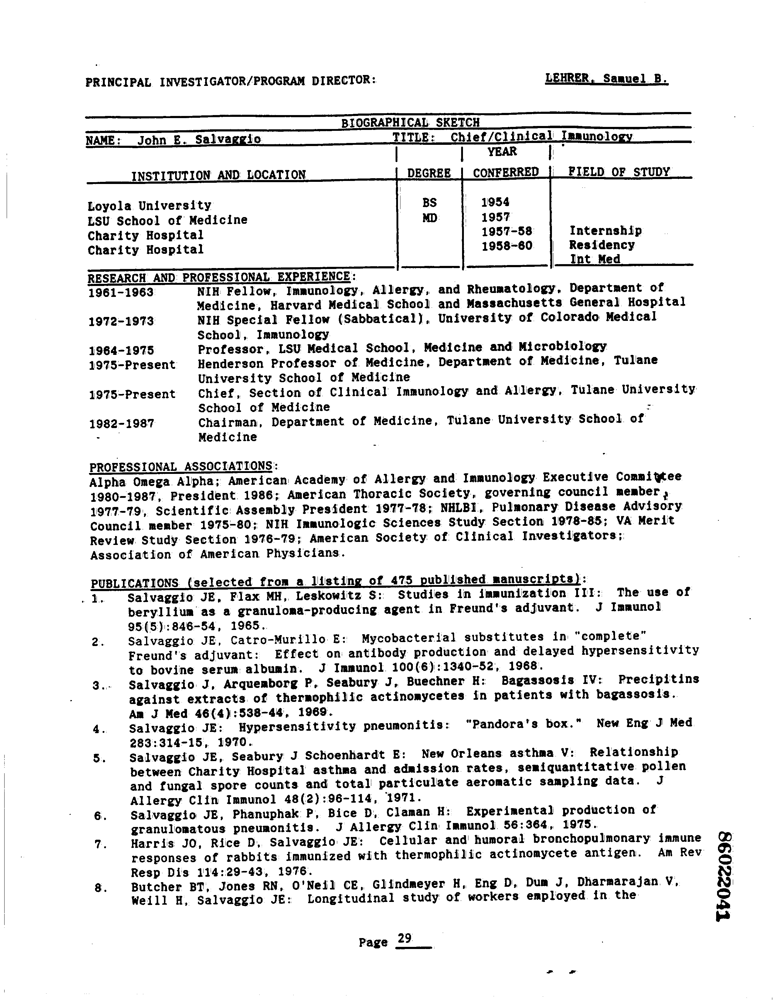 PRINCIPAL INVESTIGATOR/PROGRAM DIRECTOR: LEHRER, Samuel B.
BIOGRAPHICAL SKETCH
NAME: John E. Salvaggio TITLE: Chief/Clinical Immunology
YEAR
INSTITUTION AND LOCATION DEGREE CONFERRED FIELD OF STUDY
Loyola University BS 1954
LSU School of Medicine MD 1957
Charity Hospital 1957-58 Internship
Charity Hospital 1958-60 Residency
Int Med
RESEARCH AND PROFESSIONAL EXPERIENCE:
1961-1963 NIH Fellow, Immunology, Allergy, and Rheumatology, Department of
Medicine, Harvard Medical School and Massachusetts General Hospital
1972-1973 NIH Special Fellow (Sabbatical), University of Colorado Medical
School, Immunology
1964-1975 Professor, LSU Medical School, Medicine and Microbiology
1975-Present Henderson Professor of Medicine, Department of Medicine, Tulane
University School of Medicine
1975-Present Chief, Section of Clinical Immunology and Allergy, Tulane University
School of Medicine
1982-1987 Chairman, Department of Medicine, Tulane University School of
Medicine
PROFESSIONAL ASSOCIATIONS:
Alpha Omega Alpha; American Academy of Allergy and Immunology Executive Committee
1980-1987, President 1986; American Thoracic Society, governing council member,
1977-79, Scientific Assembly President 1977-78; NHLBI, Pulmonary Disease Advisory
Council member 1975-80; NIH Immunologic Sciences Study Section 1978-85; VA Merit
Review Study Section 1976-79; American Society of Clinical Investigators;
Association of American Physicians.
PUBLICATIONS (selected from a listing of 475 published manuscripts):
1. Salvaggio JE, Flax MH, Leskowitz S: Studies in immunization III: The use of
beryllium as a granuloma-producing agent in Freund's adjuvant. J Immunol
95(5):846-54, 1965.
2. Salvaggio JE, Catro-Murillo E: Mycobacterial substitutes in "complete"
Freund's adjuvant: Effect on antibody production and delayed hypersensitivity
to bovine serum albumin. J Immunol 100(6):1340-52, 1968.
3. Salvaggio J, Arquemborg P, Seabury J, Buechner H: Bagassosis IV: Precipitins
against extracts of thermophilic actinomycetes in patients with bagassosis.
Am J Med 46(4):538-44, 1969.
4. Salvaggio JE: Hypersensitivity pneumonitis: "Pandora's box." New Eng J Med
283:314-15, 1970.
5. Salvaggio JE, Seabury J Schoenhardt E: New Orleans asthma V: Relationship
between Charity Hospital asthma and admission rates, semiquantitative pollen
and fungal spore counts and total particulate aeromatic sampling data. J
Allergy Clin Immunol 48(2):96-114, 1971.
6. Salvaggio JE, Phanuphak P, Bice D, Claman H: Experimental production of
granulomatous pneumonitis. J Allergy Clin Immunol 56:364, 1975.
7. Harris JO, Rice D, Salvaggio JE: Cellular and humoral bronchopulmonary immune
responses of rabbits immunized with thermophilic actinomycete antigen. Am Rev
Resp Dis 114:29-43, 1976.
8. Butcher BT, Jones RN, O'Neil CE, Glindmeyer H, Eng D, Dum J, Dharmarajan V,
Weill H, Salvaggio JE: Longitudinal study of workers employed in the
Page 29
86022041